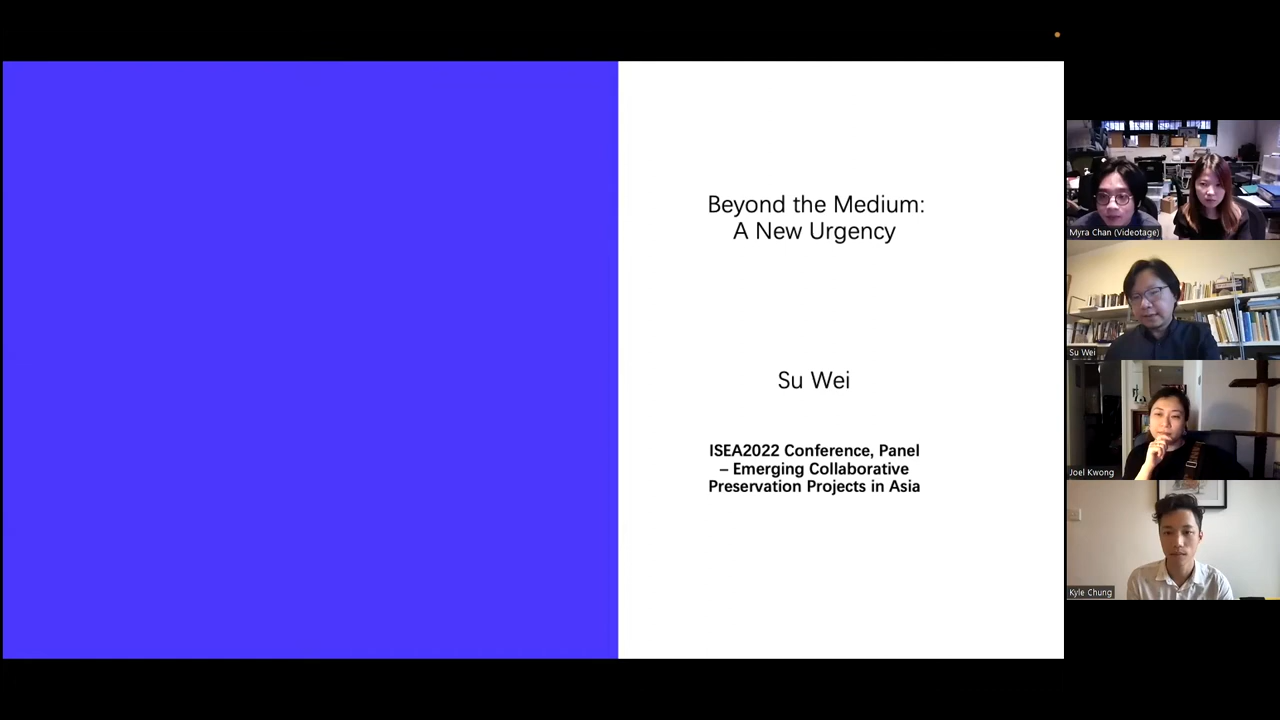 Beyond the Medium:
A New Urgency
Su Wei
ISEA2022 Conference, Panel
– Emerging Collaborative
Preservation Projects in Asia
Myra Chan (Videotage)
Su Wei
Joel Kwong
Kyle Chung